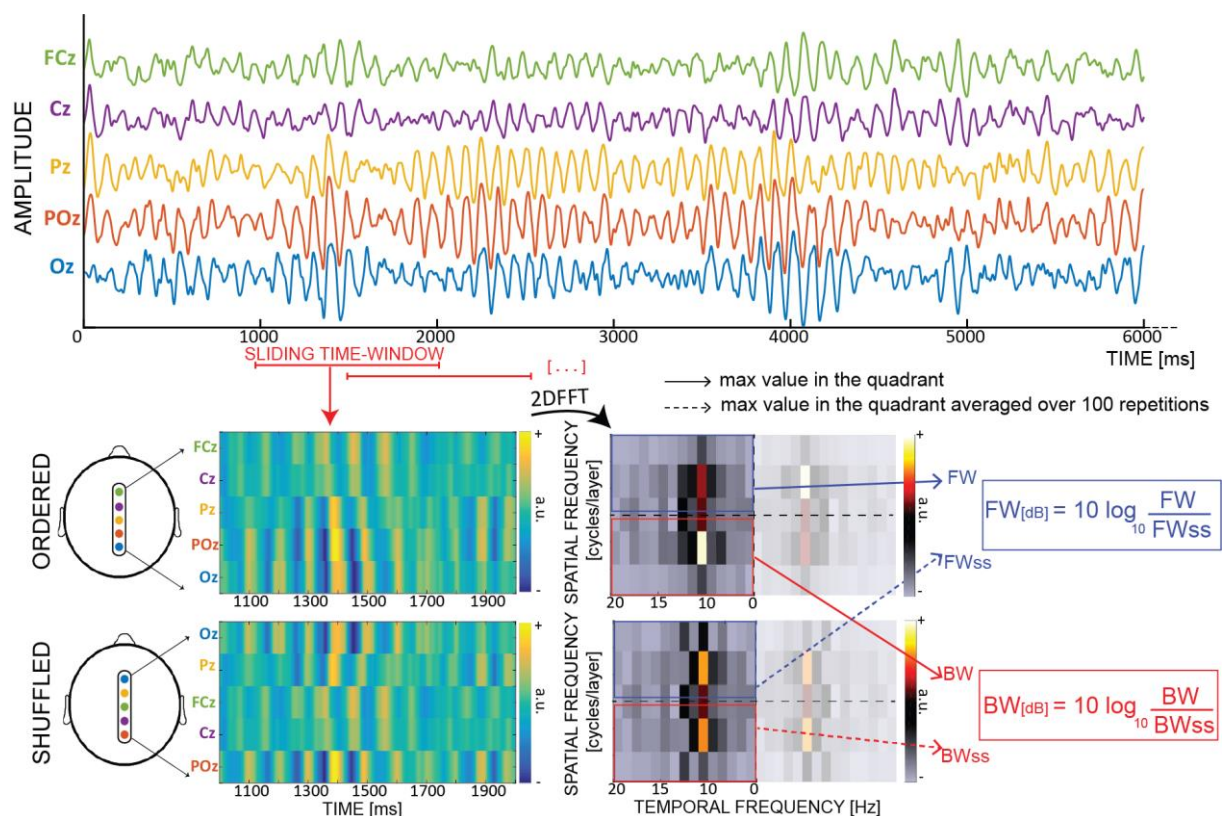 AMPLITUDE
FCz
Cz
Pz
POz
Oz
0 1000 2000 3000 4000 5000 6000
TIME [ms]
SLIDING TIME-WINDOW
[...]
2DFFT
max value in the quadrant
max value in the quadrant averaged over 100 repetitions
ORDERED
FCz
Cz
Pz
POz
Oz
1100 1300 1500 1700 1900
+
a.u.
-
SPATIAL FREQUENCY
[cycles/layer]
20 15 10 0
+
a.u.
-
FW
FWss
FW[dB] = 10 log10 FW/FWss
SHUFFLED
Oz
Pz
FCz
Cz
POz
1100 1300 1500 1700 1900
TIME [ms]
+
a.u.
-
SPATIAL FREQUENCY
[cycles/layer]
20 15 10 0
TEMPORAL FREQUENCY [Hz]
+
a.u.
-
BW
BWss
BW[dB] = 10 log10 BW/BWss